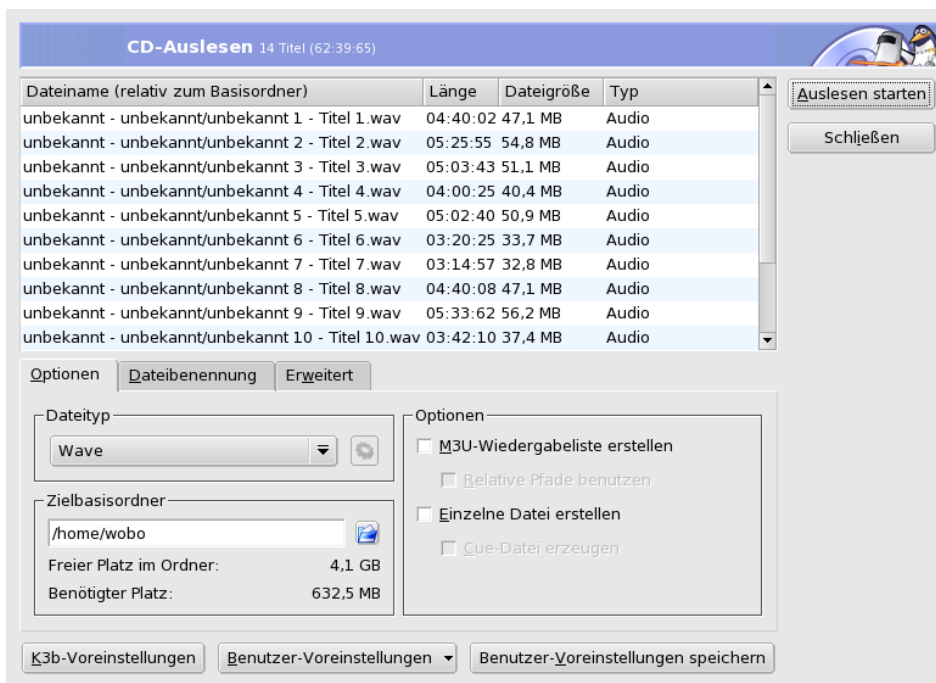 CD-Auslesen 14 Titel (62:39:65)
Dateiname (relativ zum Basisordner) Länge Dateigröße Typ
unbekannt - unbekannt/unbekannt 1 - Titel 1.wav 04:40:02 47,1 MB Audio
unbekannt - unbekannt/unbekannt 2 - Titel 2.wav 05:25:55 54,8 MB Audio
unbekannt - unbekannt/unbekannt 3 - Titel 3.wav 05:03:43 51,1 MB Audio
unbekannt - unbekannt/unbekannt 4 - Titel 4.wav 04:00:25 40,4 MB Audio
unbekannt - unbekannt/unbekannt 5 - Titel 5.wav 05:02:40 50,9 MB Audio
unbekannt - unbekannt/unbekannt 6 - Titel 6.wav 03:20:25 33,7 MB Audio
unbekannt - unbekannt/unbekannt 7 - Titel 7.wav 03:14:57 32,8 MB Audio
unbekannt - unbekannt/unbekannt 8 - Titel 8.wav 04:40:08 47,1 MB Audio
unbekannt - unbekannt/unbekannt 9 - Titel 9.wav 05:33:62 56,2 MB Audio
unbekannt - unbekannt/unbekannt 10 - Titel 10.wav 03:42:10 37,4 MB Audio
Auslesen starten
Schließen
Optionen Dateibenennung Erweitert
Dateityp
Wave
Zielbasisordner
/home/wobo
Freier Platz im Ordner: 4,1 GB
Benötigter Platz: 632,5 MB
Optionen
M3U-Wiedergabeliste erstellen
Relative Pfade benutzen
Einzelne Datei erstellen
Cue-Datei erzeugen
K3b-Voreinstellungen Benutzer-Voreinstellungen Benutzer-Voreinstellungen speichern